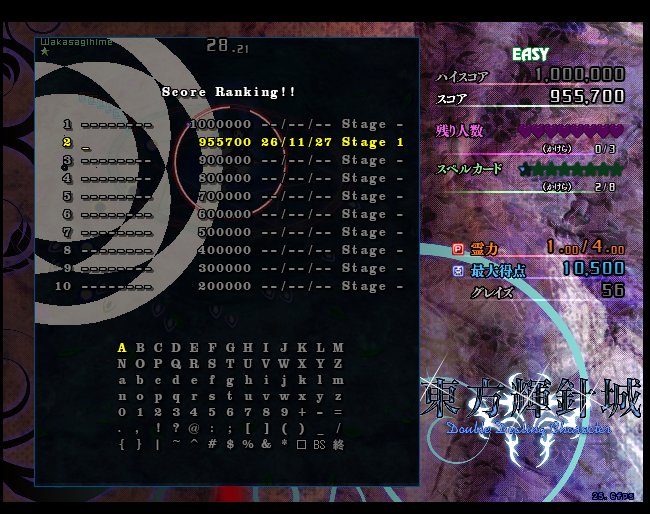 Wakasagihime
28.21
Score Ranking!!
1 -------- 1000000 --/--/-- Stage -
2 _ 955700 26/11/27 Stage 1
3 -------- 900000 --/--/-- Stage -
4 -------- 800000 --/--/-- Stage -
5 -------- 700000 --/--/-- Stage -
6 -------- 600000 --/--/-- Stage -
7 -------- 500000 --/--/-- Stage -
8 -------- 400000 --/--/-- Stage -
9 -------- 300000 --/--/-- Stage -
10 -------- 200000 --/--/-- Stage -
A B C D E F G H I J K L M
N O P Q R S T U V W X Y Z
a b c d e f g h i j k l m
n o p q r s t u v w x y z
0 1 2 3 4 5 6 7 8 9 + - =
. , ! ? @ : ; [ ] ( ) _ /
{ } | ~ ^ # $ % & * □ BS 終
EASY
ハイスコア 1,000,000
スコア 955,700
残り人数
(かけら) 0/3
スペルカード
(かけら) 2/8
P 霊力 1.00/4.00
最大得点 10,500
グレイズ 56
東方輝針城
Double Dealing Character